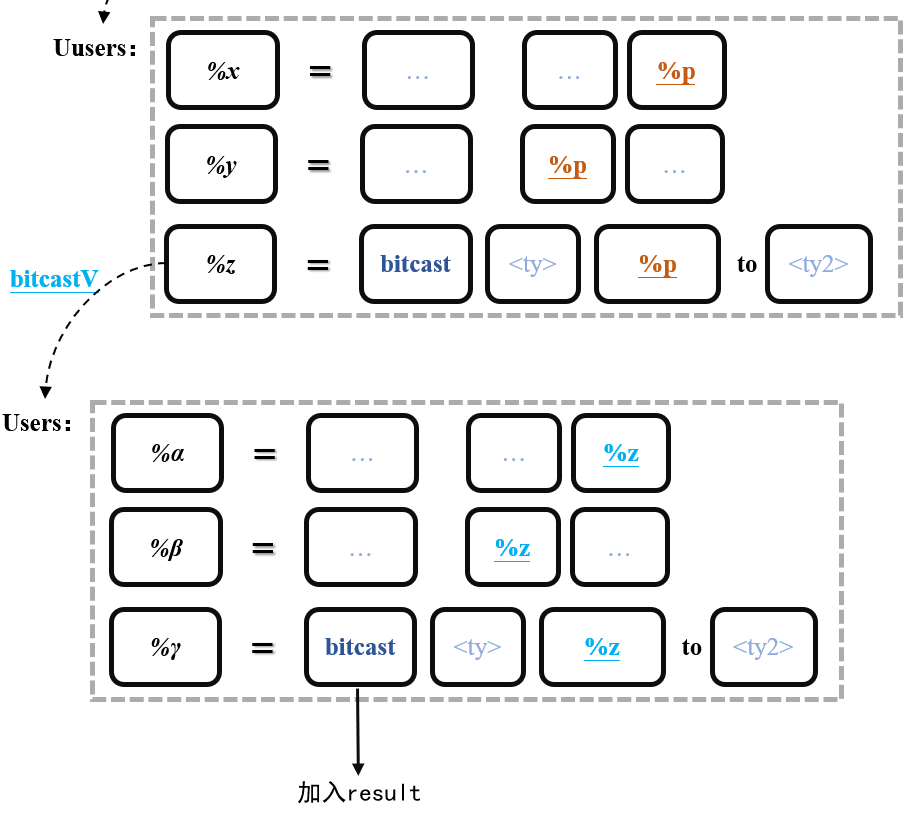 Uusers: %x = ... ... %p
%y = ... %p ...
%z = bitcast <ty> %p to <ty2>
bitcastV
Users: %α = ... ... %z
%β = ... %z ...
%γ = bitcast <ty> %z to <ty2>
加入result